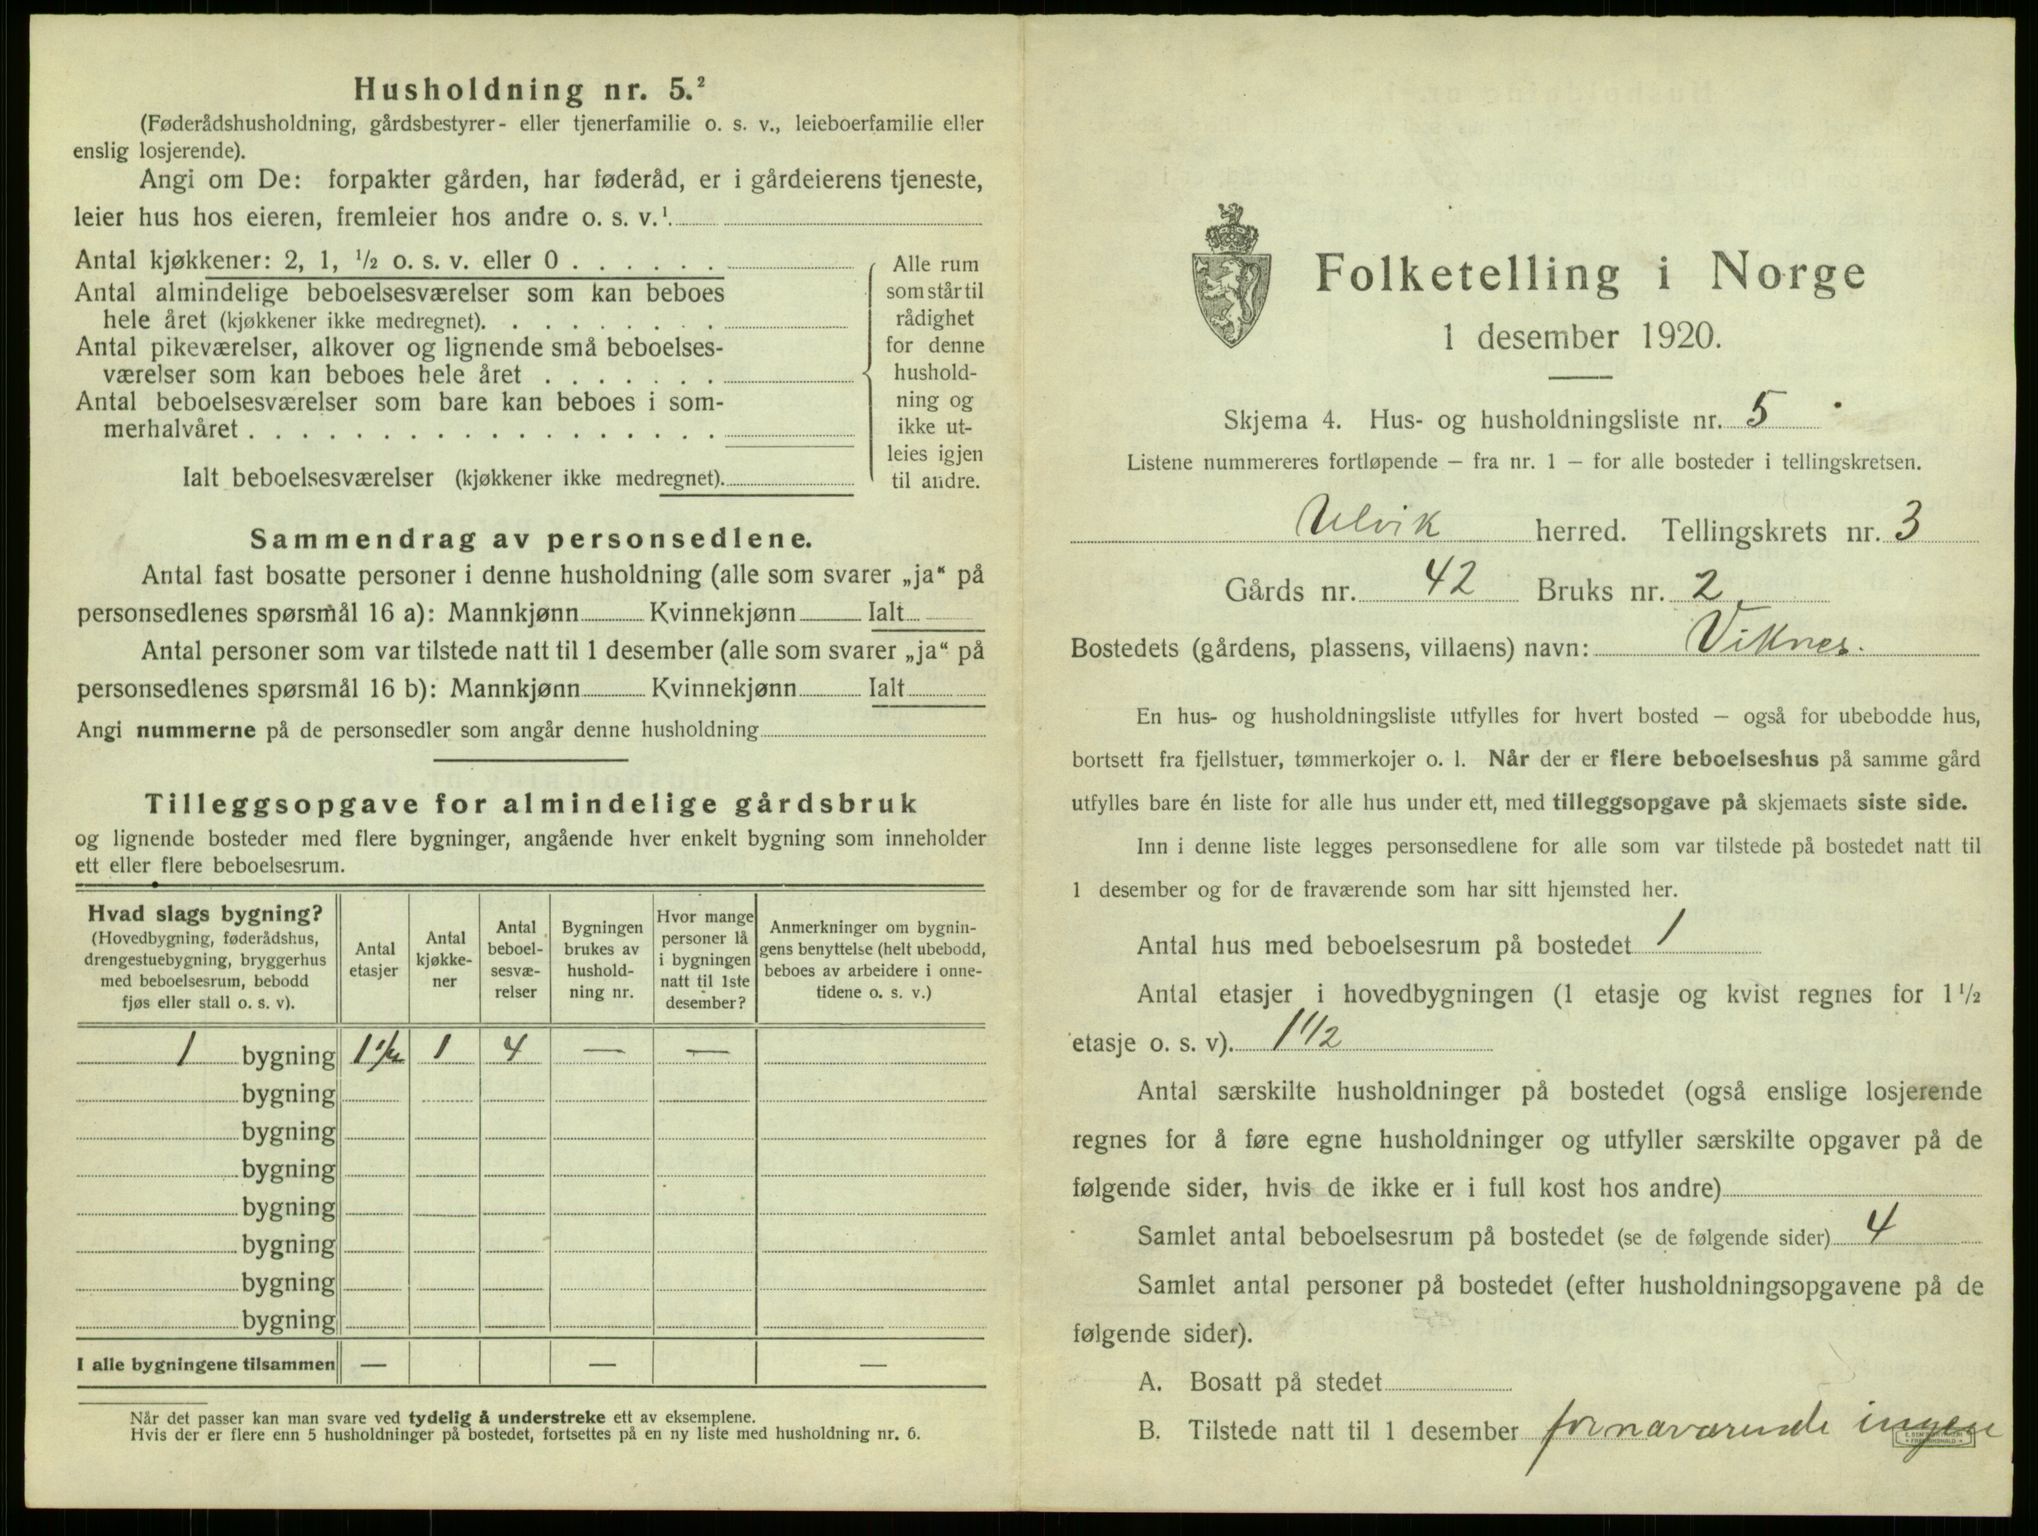 Husholdning nr. 5.²
(Føderådshusholdning, gårdsbestyrer- eller tjenerfamilie o. s. v., leieboerfamilie eller
enslig losjerende).
Angi om De: forpakter gården, har føderåd, er i gårdeierens tjeneste,
leier hus hos eieren, fremleier hos andre o. s. v.¹
Antal kjøkkener: 2, 1, ½ o. s. v. eller 0 . . . . . .
Antal almindelige beboelsesværelser som kan beboes
hele året (kjøkkener ikke medregnet). . . . . . . . .
Antal pikeværelser, alkover og lignende små beboelses-
værelser som kan beboes hele året . . . . . . .
Antal beboelsesværelser som bare kan beboes i som-
merhalvåret . . . . . . . . . . . . . . . . . .
Ialt beboelsesværelser (kjøkkener ikke medregnet).
Alle rum
som står til
rådighet
for denne
hushold-
ning og
ikke ut-
leies igjen
til andre.
Sammendrag av personsedlene.
Antal fast bosatte personer i denne husholdning (alle som svarer „ja“ på
personsedlenes spørsmål 16 a): Mannkjønn Kvinnekjønn Ialt
Antal personer som var tilstede natt til 1 desember (alle som svarer „ja“ på
personsedlenes spørsmål 16 b): Mannkjønn Kvinnekjønn Ialt
Angi nummerne på de personsedler som angår denne husholdning
Tilleggsopgave for almindelige gårdsbruk
og lignende bosteder med flere bygninger, angående hver enkelt bygning som inneholder
ett eller flere beboelsesrum.
Hvad slags bygning?
(Hovedbygning, føderådshus,
drengestuebygning, bryggerhus
med beboelsesrum, bebodd
fjøs eller stall o. s. v).
Antal
etasjer
Antal
kjøkke-
ner
Antal
beboel-
sesvæ-
relser
Bygningen
brukes av
hushold-
ning nr.
Hvor mange
personer lå
i bygningen
natt til 1ste
desember?
Anmerkninger om bygnin-
gens benyttelse (helt ubebodd,
beboes av arbeidere i onne-
tidene o. s. v.)
1 bygning 1 ½ 1 4 — —
bygning
bygning
bygning
bygning
bygning
bygning
bygning
I alle bygningene tilsammen — — —
Når det passer kan man svare ved tydelig å understreke ett av eksemplene.
Hvis der er flere enn 5 husholdninger på bostedet, fortsettes på en ny liste med husholdning nr. 6.
Folketelling i Norge
1 desember 1920.
Skjema 4. Hus- og husholdningsliste nr. 5
Listene nummereres fortløpende — fra nr. 1 — for alle bosteder i tellingskretsen.
Ulvik herred. Tellingskrets nr. 3
Gårds nr. 42 Bruks nr. 2
Bostedets (gårdens, plassens, villaens) navn: Viknes.
En hus- og husholdningsliste utfylles for hvert bosted — også for ubebodde hus,
bortsett fra fjellstuer, tømmerkojer o. l. Når der er flere beboelseshus på samme gård
utfylles bare én liste for alle hus under ett, med tilleggsopgave på skjemaets siste side.
Inn i denne liste legges personsedlene for alle som var tilstede på bostedet natt til
1 desember og for de fraværende som har sitt hjemsted her.
Antal hus med beboelsesrum på bostedet 1
Antal etasjer i hovedbygningen (1 etasje og kvist regnes for 1 ½
etasje o. s. v). 1 1/2
Antal særskilte husholdninger på bostedet (også enslige losjerende
regnes for å føre egne husholdninger og utfyller særskilte opgaver på de
følgende sider, hvis de ikke er i full kost hos andre)
Samlet antal beboelsesrum på bostedet (se de følgende sider) 4
Samlet antal personer på bostedet (efter husholdningsopgavene på de
følgende sider).
A. Bosatt på stedet
B. Tilstede natt til 1 desember fornærværende ingen